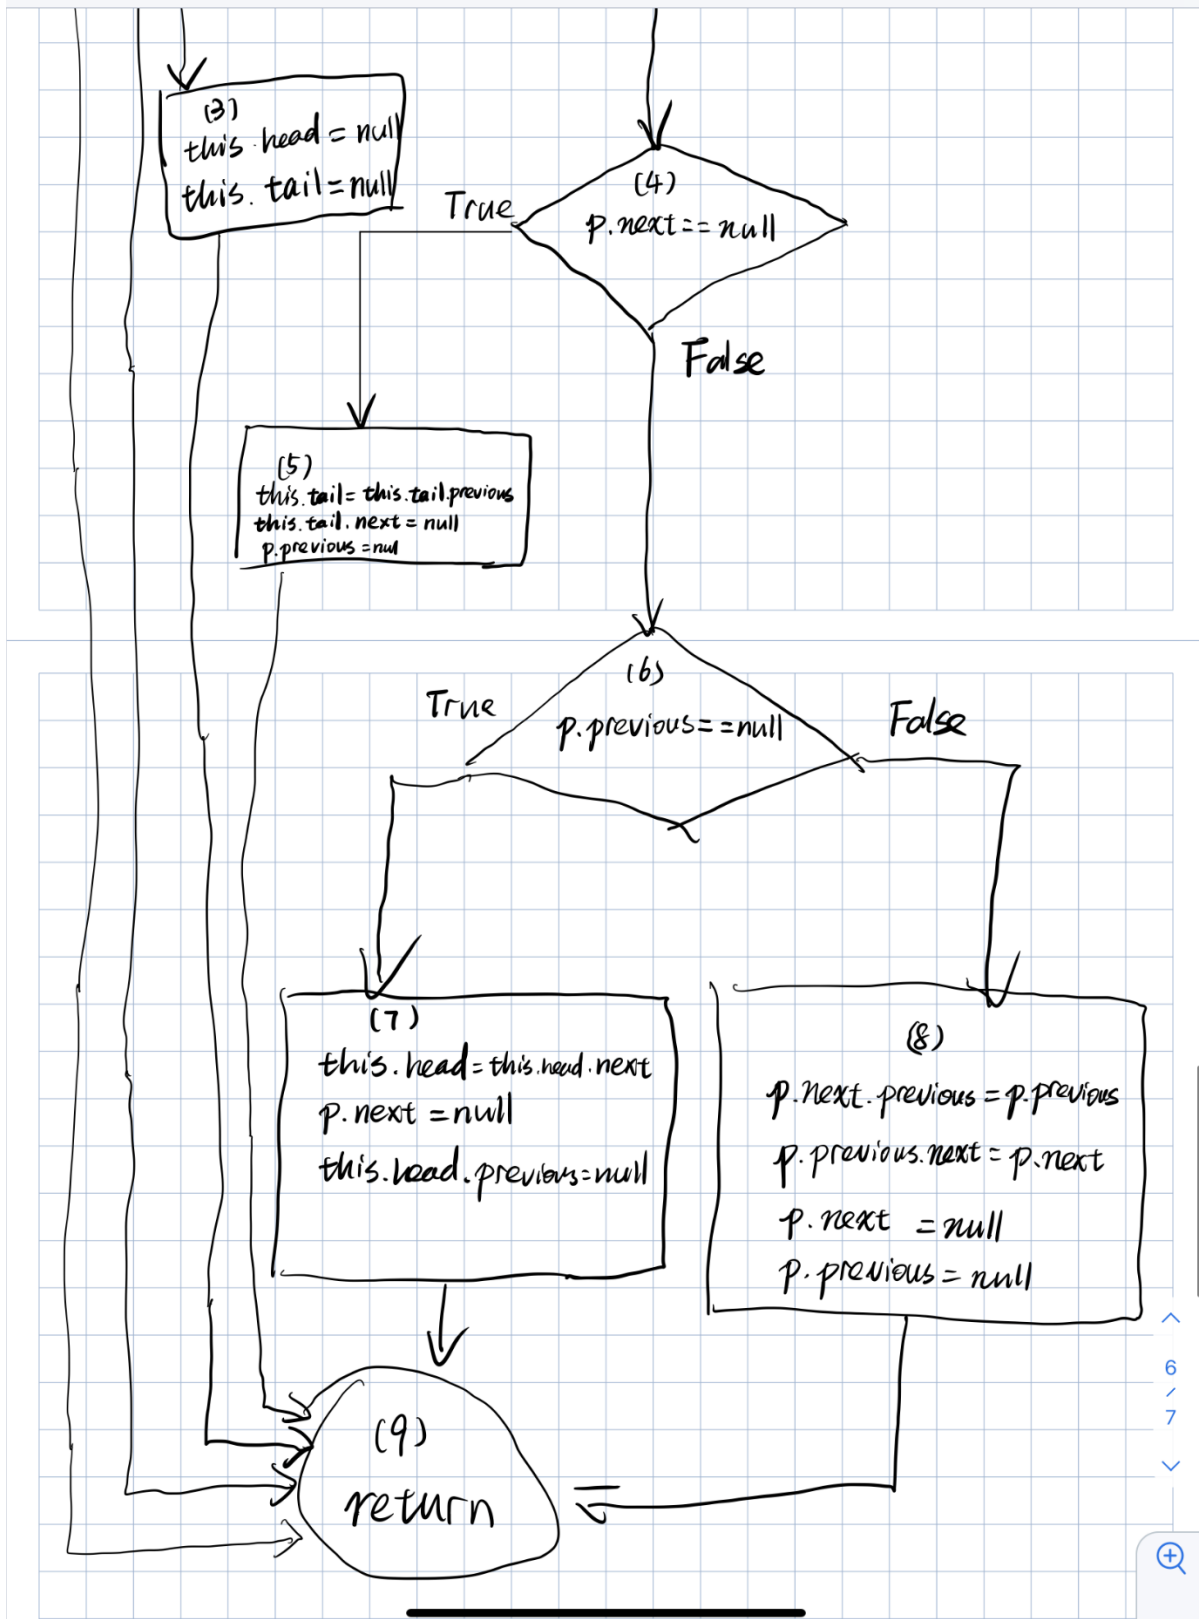 (3)
this.head = null
this.tail = null
(4)
p.next == null
True
False
(5)
this.tail = this.tail.previous
this.tail.next = null
p.previous = null
(6)
p.previous == null
True
False
(7)
this.head = this.head.next
p.next = null
this.head.previous = null
(8)
p.next.previous = p.previous
p.previous.next = p.next
p.next = null
p.previous = null
(9)
return
6
/
7